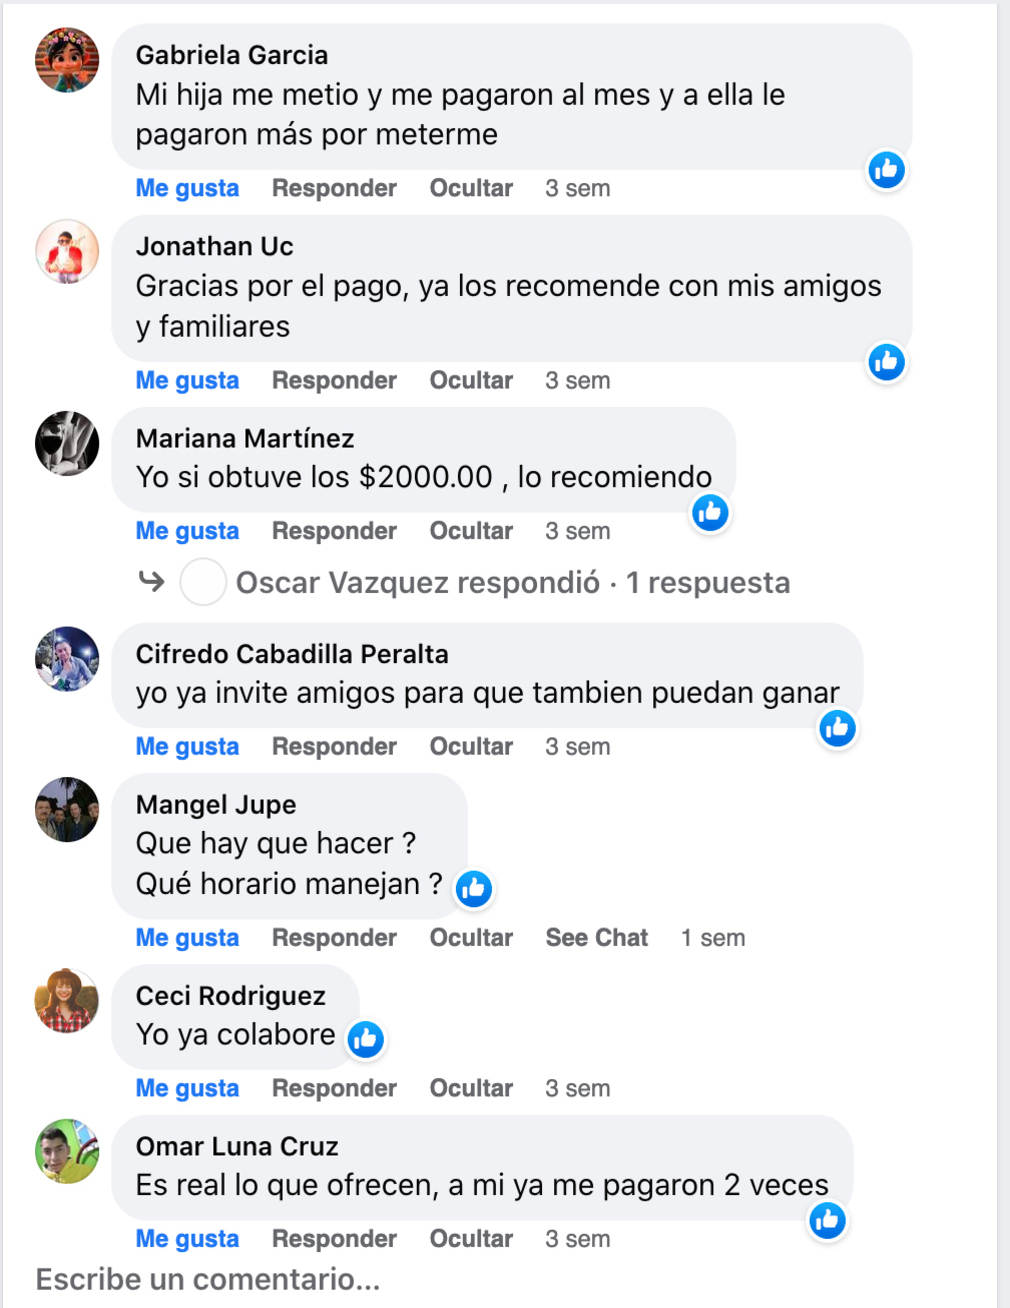 Gabriela Garcia
Mi hija me metio y me pagaron al mes y a ella le
pagaron más por meterme
Me gusta Responder Ocultar 3 sem
Jonathan Uc
Gracias por el pago, ya los recomende con mis amigos
y familiares
Me gusta Responder Ocultar 3 sem
Mariana Martínez
Yo si obtuve los $2000.00 , lo recomiendo
Me gusta Responder Ocultar 3 sem
Oscar Vazquez respondió · 1 respuesta
Cifredo Cabadilla Peralta
yo ya invite amigos para que tambien puedan ganar
Me gusta Responder Ocultar 3 sem
Mangel Jupe
Que hay que hacer ?
Qué horario manejan ?
Me gusta Responder Ocultar See Chat 1 sem
Ceci Rodriguez
Yo ya colabore
Me gusta Responder Ocultar 3 sem
Omar Luna Cruz
Es real lo que ofrecen, a mi ya me pagaron 2 veces
Me gusta Responder Ocultar 3 sem
Escribe un comentario...